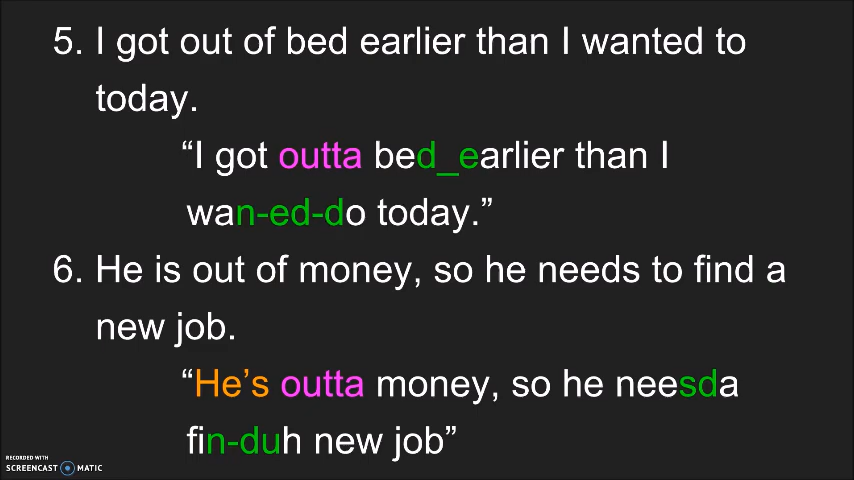 5. I got out of bed earlier than I wanted to
today.
“I got outta bed_earlier than I
wan-ed-do today.”
6. He is out of money, so he needs to find a
new job.
“He’s outta money, so he neesda
fin-duh new job”
RECORDED WITH
SCREENCAST MATIC